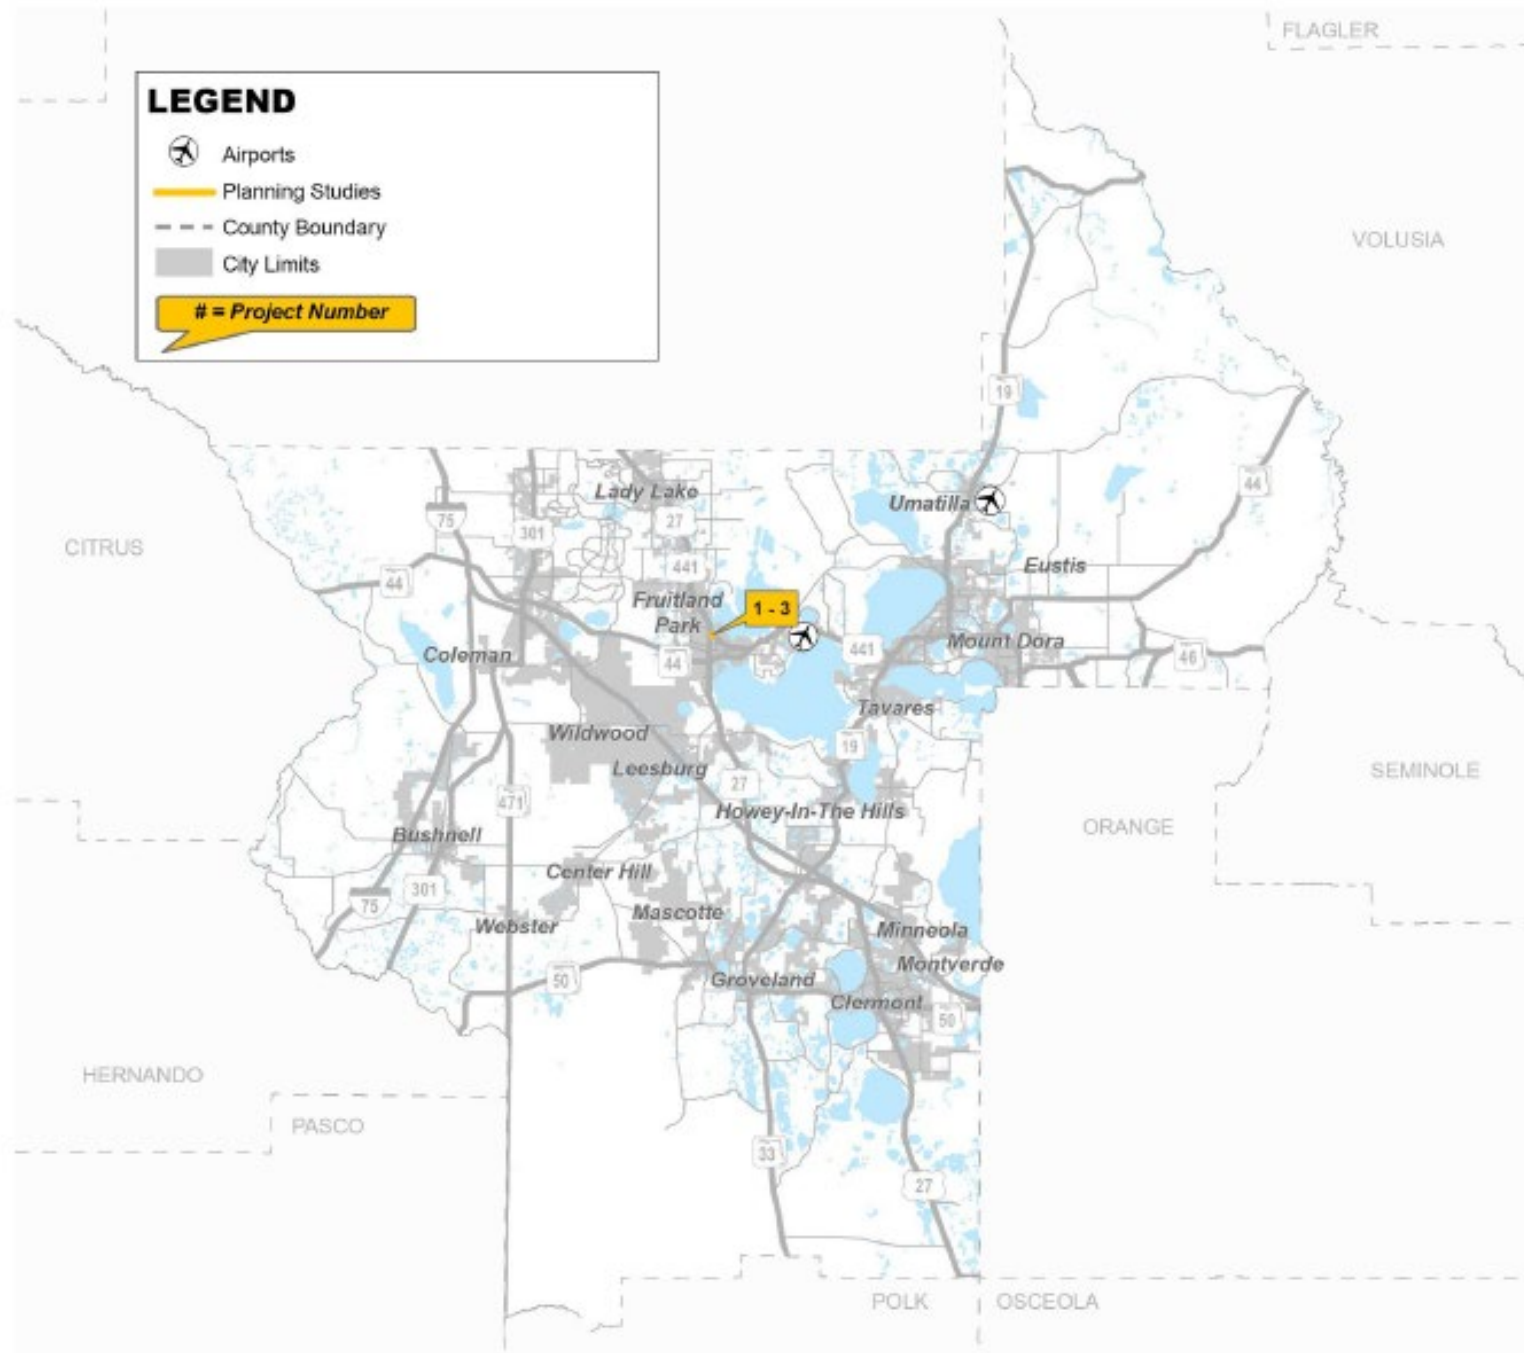 FLAGLER
LEGEND
Airports
Planning Studies
County Boundary
City Limits
# = Project Number
VOLUSIA
19
Lady Lake
Umatilla
44
75
27
301
CITRUS
441
Eustis
44
Fruitland
Park
1 - 3
Mount Dora
441
Coleman
44
46
Tavares
Wildwood
19
Leesburg
SEMINOLE
27
471
Howey-In-The Hills
ORANGE
Bushnell
Center Hill
301
75
Mascotte
Webster
Minneola
Montverde
50
Groveland
Clermont
50
HERNANDO
PASCO
33
27
POLK
OSCEOLA